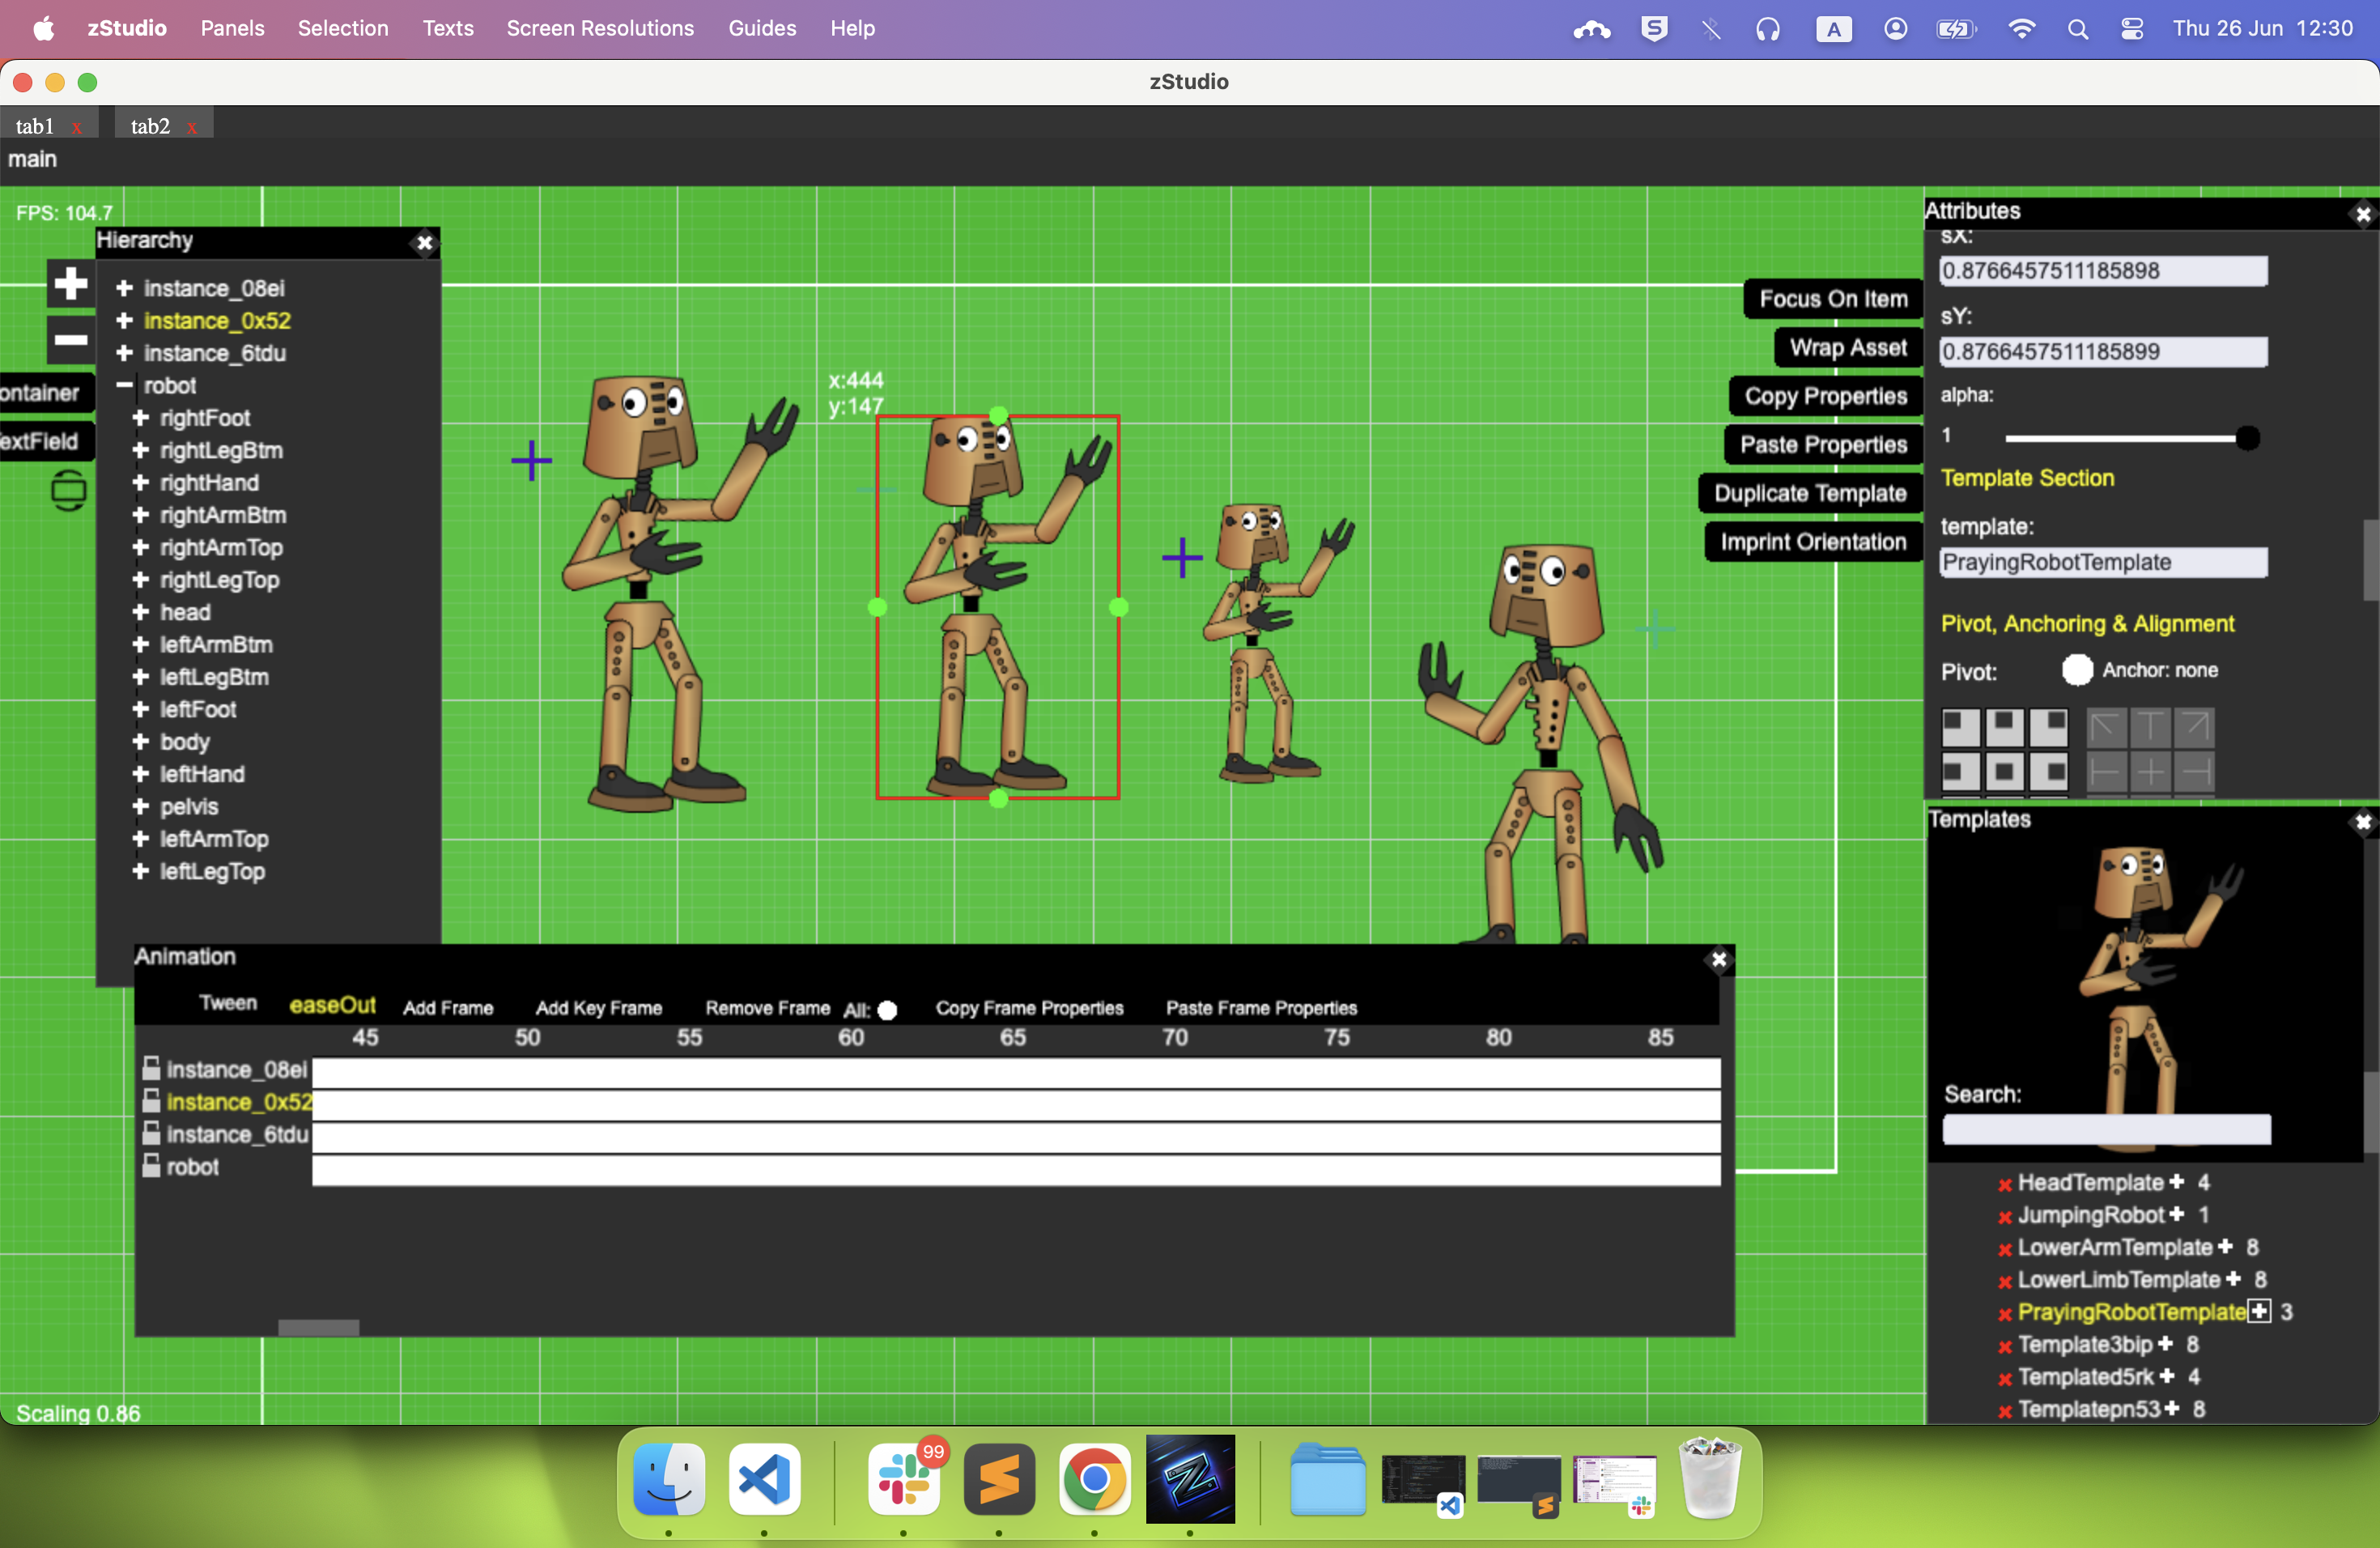 zStudio Panels Selection Texts Screen Resolutions Guides Help
A
Thu 26 Jun 12:30
zStudio
tab1 x tab2 x
main
FPS: 104.7
Hierarchy
instance_08ei
instance_0x52
instance_6tdu
robot
rightFoot
rightLegBtm
rightHand
rightArmBtm
rightArmTop
rightLegTop
head
leftArmBtm
leftLegBtm
leftFoot
body
leftHand
pelvis
leftArmTop
leftLegTop
ontainer
extField
x:444
y:147
Focus On Item
Wrap Asset
Copy Properties
Paste Properties
Duplicate Template
Imprint Orientation
Attributes
sX:
0.8766457511185898
sY:
0.8766457511185899
alpha:
1
Template Section
template:
PrayingRobotTemplate
Pivot, Anchoring & Alignment
Pivot: Anchor: none
Templates
Search:
HeadTemplate 4
JumpingRobot 1
LowerArmTemplate 8
LowerLimbTemplate 8
PrayingRobotTemplate 3
Template3bip 8
Templated5rk 4
Templatepn53 8
Animation
Tween easeOut Add Frame Add Key Frame Remove Frame All: Copy Frame Properties Paste Frame Properties
45 50 55 60 65 70 75 80 85
instance_08ei
instance_0x52
instance_6tdu
robot
Scaling 0.86
99